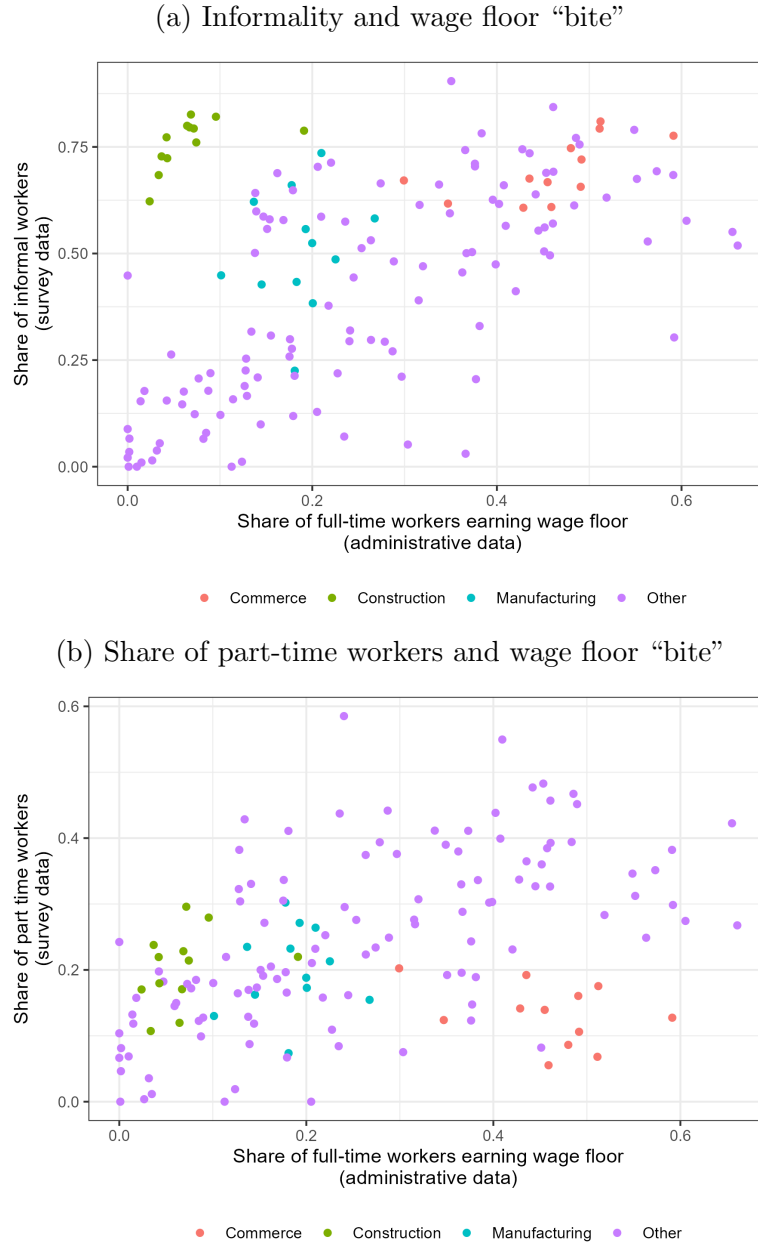 (a) Informality and wage floor “bite”
Share of informal workers
(survey data)
0.75
0.50
0.25
0.00
0.0 0.2 0.4 0.6
Share of full-time workers earning wage floor
(administrative data)
Commerce Construction Manufacturing Other
(b) Share of part-time workers and wage floor “bite”
Share of part time workers
(survey data)
0.6
0.4
0.2
0.0
0.0 0.2 0.4 0.6
Share of full-time workers earning wage floor
(administrative data)
Commerce Construction Manufacturing Other